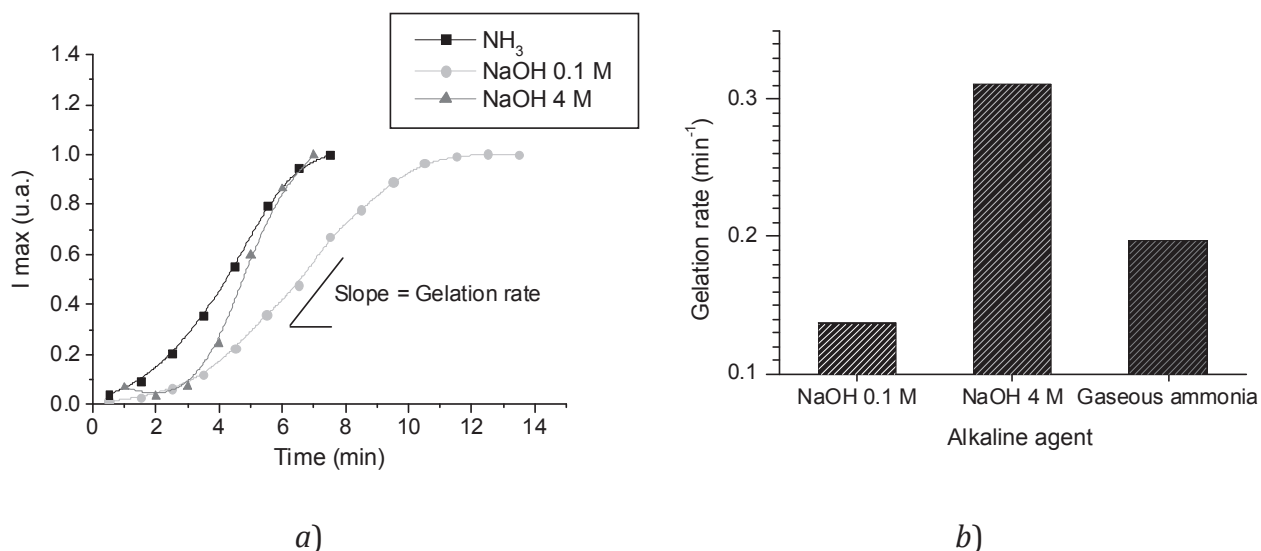 NH₃
NaOH 0.1 M
NaOH 4 M
1.4
1.2
1.0
0.8
0.6
0.4
0.2
0.0
I max (u.a.)
Slope = Gelation rate
0 2 4 6 8 10 12 14
Time (min)
a)
0.3
0.2
0.1
Gelation rate (min⁻¹)
NaOH 0.1 M NaOH 4 M Gaseous ammonia
Alkaline agent
b)